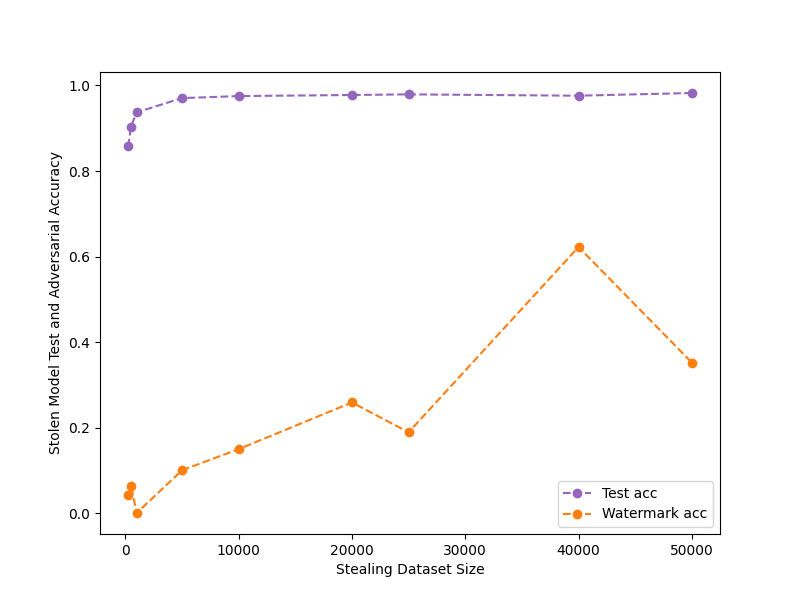 1.0
0.8
0.6
0.4
0.2
0.0
Stolen Model Test and Adversarial Accuracy
Test acc
Watermark acc
0 10000 20000 30000 40000 50000
Stealing Dataset Size